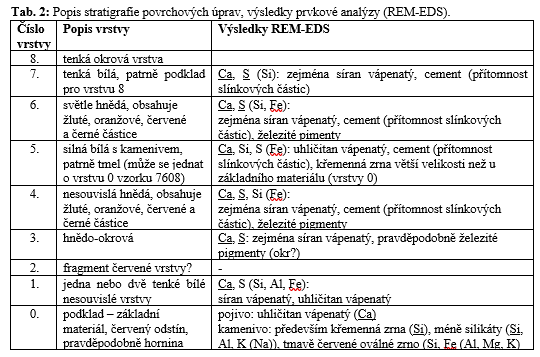 Tab. 2: Popis stratigrafie povrchových úprav, výsledky prvkové analýzy (REM-EDS).
Číslo vrstvy
Popis vrstvy
Výsledky REM-EDS
8.
tenká okrová vrstva
7.
tenká bílá, patrně podklad
pro vrstvu 8
Ca, S (Si): zejména síran vápenatý, cement (přítomnost
slínkových částic)
6.
světle hnědá, obsahuje
žluté, oranžové, červené
a černé částice
Ca, S (Si, Fe):
zejména síran vápenatý, cement (přítomnost slínkových
částic), železité pimenty
5.
silná bílá s kamenivem,
patrně tmel (může se jednat
o vrstvu 0 vzorku 7608)
Ca, Si, S (Fe): uhličitan vápenatý, cement (přítomnost
slínkových částic), křemenná zrna větší velikosti než u
základního materiálu (vrstvy 0)
4.
nesouvislá hnědá, obsahuje
žluté, oranžové, červené a
černé částice
Ca, S, Si (Fe):
zejména síran vápenatý, cement (přítomnost slínkových
částic), železité pigmenty
3.
hnědo-okrová
Ca, S: zejména síran vápenatý, pravděpodobně železité
pigmenty (okr?)
2.
fragment červené vrstvy?
-
1.
jedna nebo dvě tenké bílé
nesouvislé vrstvy
Ca, S (Si, Al, Fe):
síran vápenatý, uhličitan vápenatý
0.
podklad – základní
materiál, červený odstín,
pravděpodobně hornina
pojivo: uhličitan vápenatý (Ca)
kamenivo: především křemenná zrna (Si), méně silikáty (Si,
Al, K (Na)), tmavě červené oválné zrno (Si, Fe (Al, Mg, K)